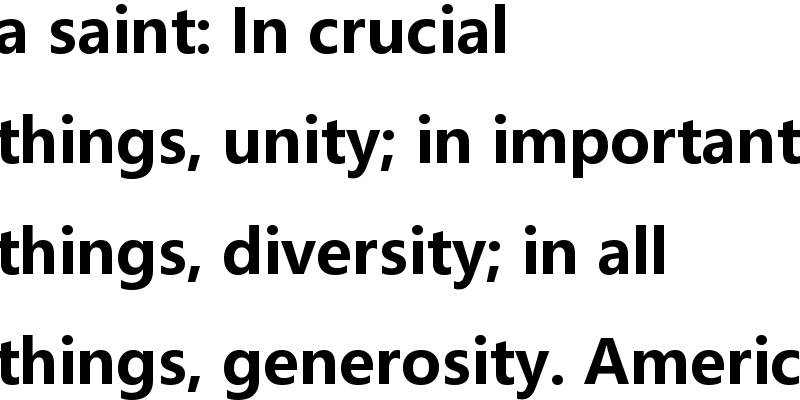 a saint: In crucial
things, unity; in important
things, diversity; in all
things, generosity. Americ